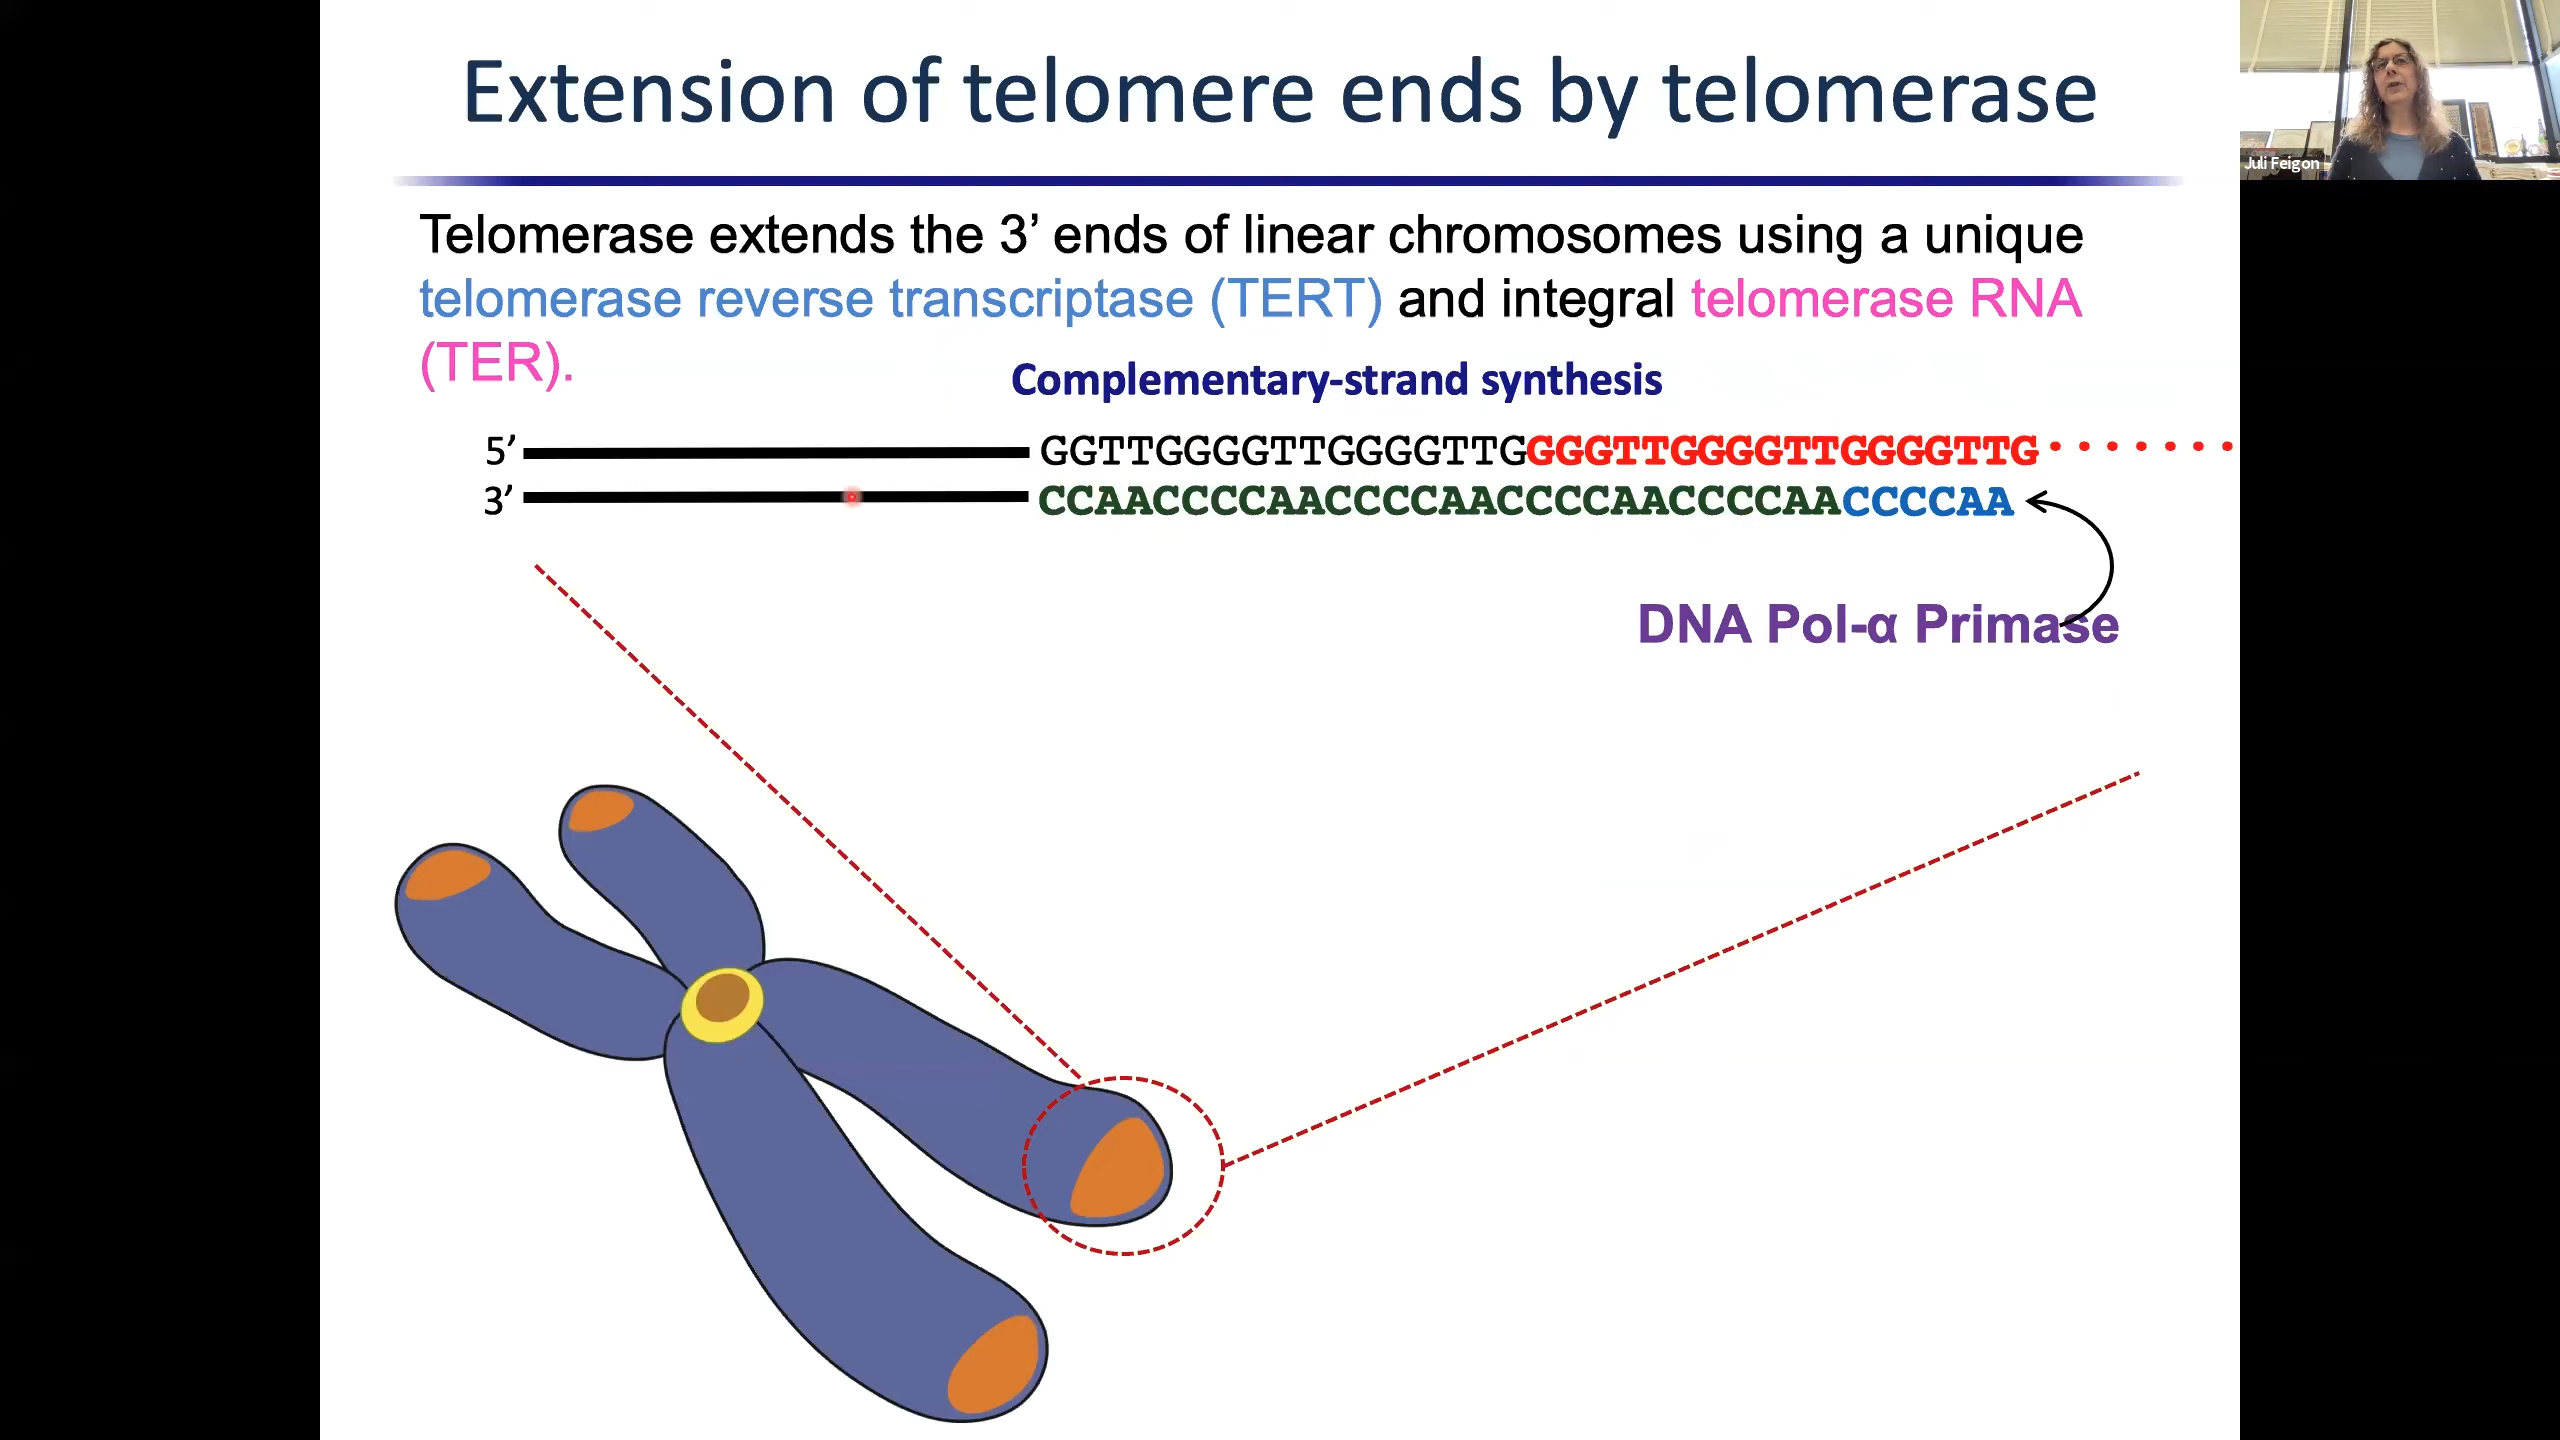 Extension of telomere ends by telomerase
Juli Feigon
Telomerase extends the 3’ ends of linear chromosomes using a unique
telomerase reverse transcriptase (TERT) and integral telomerase RNA
(TER).
Complementary-strand synthesis
5’ GGTTGGGGTTGGGGTTGGGGTTGGGGTTGGGGTTG·······
3’ CCAACCCCAACCCCAACCCCAACCCCAACCCCAA
DNA Pol-α Primase